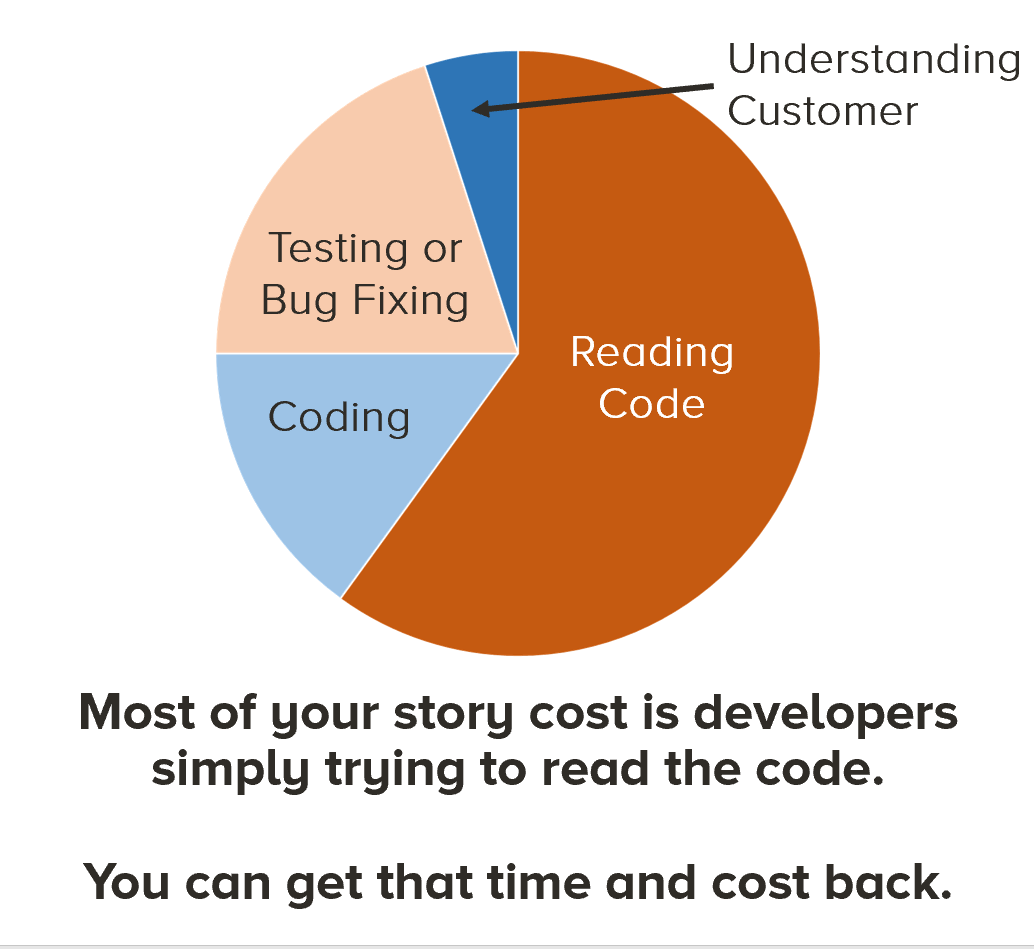 Understanding
Customer
Testing or
Bug Fixing
Reading
Code
Coding
Most of your story cost is developers
simply trying to read the code.
You can get that time and cost back.